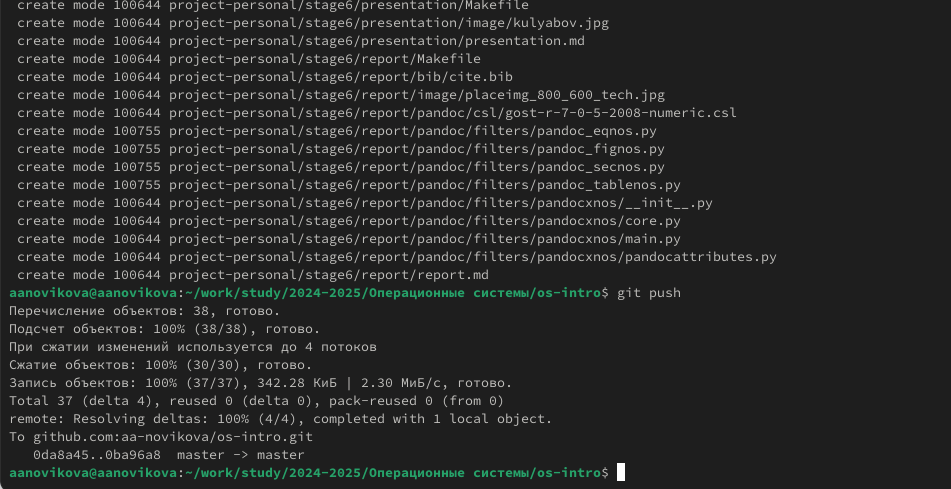 create mode 100644 project-personal/stage6/presentation/Makefile
create mode 100644 project-personal/stage6/presentation/image/kulyabov.jpg
create mode 100644 project-personal/stage6/presentation/presentation.md
create mode 100644 project-personal/stage6/report/Makefile
create mode 100644 project-personal/stage6/report/bib/cite.bib
create mode 100644 project-personal/stage6/report/image/placeimg_800_600_tech.jpg
create mode 100644 project-personal/stage6/report/pandoc/csl/gost-r-7-0-5-2008-numeric.csl
create mode 100755 project-personal/stage6/report/pandoc/filters/pandoc_eqnos.py
create mode 100755 project-personal/stage6/report/pandoc/filters/pandoc_fignos.py
create mode 100755 project-personal/stage6/report/pandoc/filters/pandoc_secnos.py
create mode 100755 project-personal/stage6/report/pandoc/filters/pandoc_tablenos.py
create mode 100644 project-personal/stage6/report/pandoc/filters/pandocxnos/__init__.py
create mode 100644 project-personal/stage6/report/pandoc/filters/pandocxnos/core.py
create mode 100644 project-personal/stage6/report/pandoc/filters/pandocxnos/main.py
create mode 100644 project-personal/stage6/report/pandoc/filters/pandocxnos/pandocattributes.py
create mode 100644 project-personal/stage6/report/report.md
aanovikova@aanovikova:~/work/study/2024-2025/Операционные системы/os-intro$ git push
Перечисление объектов: 38, готово.
Подсчет объектов: 100% (38/38), готово.
При сжатии изменений используется до 4 потоков
Сжатие объектов: 100% (30/30), готово.
Запись объектов: 100% (37/37), 342.28 КиБ | 2.30 МиБ/с, готово.
Total 37 (delta 4), reused 0 (delta 0), pack-reused 0 (from 0)
remote: Resolving deltas: 100% (4/4), completed with 1 local object.
To github.com:aa-novikova/os-intro.git
0da8a45..0ba96a8  master -> master
aanovikova@aanovikova:~/work/study/2024-2025/Операционные системы/os-intro$